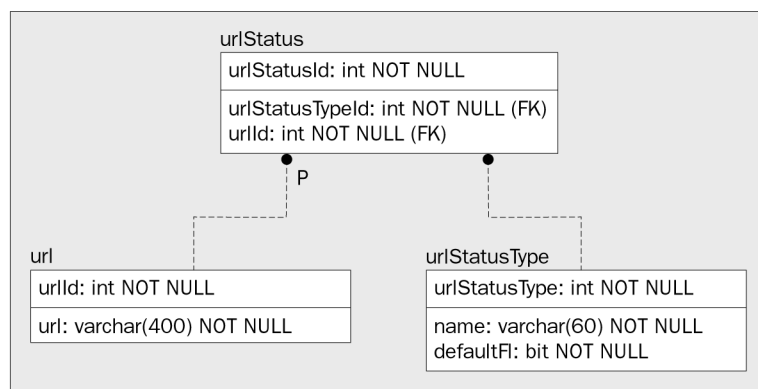 urlStatus
urlStatusId: int NOT NULL
urlStatusTypeId: int NOT NULL (FK)
urlId: int NOT NULL (FK)
P
url
urlId: int NOT NULL
url: varchar(400) NOT NULL
urlStatusType
urlStatusType: int NOT NULL
name: varchar(60) NOT NULL
defaultFl: bit NOT NULL